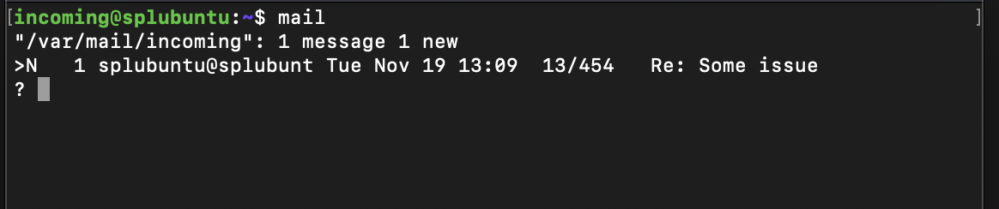 [incoming@splubuntu:~$ mail ]
"/var/mail/incoming": 1 message 1 new
>N   1 splubuntu@splubunt Tue Nov 19 13:09  13/454   Re: Some issue
?